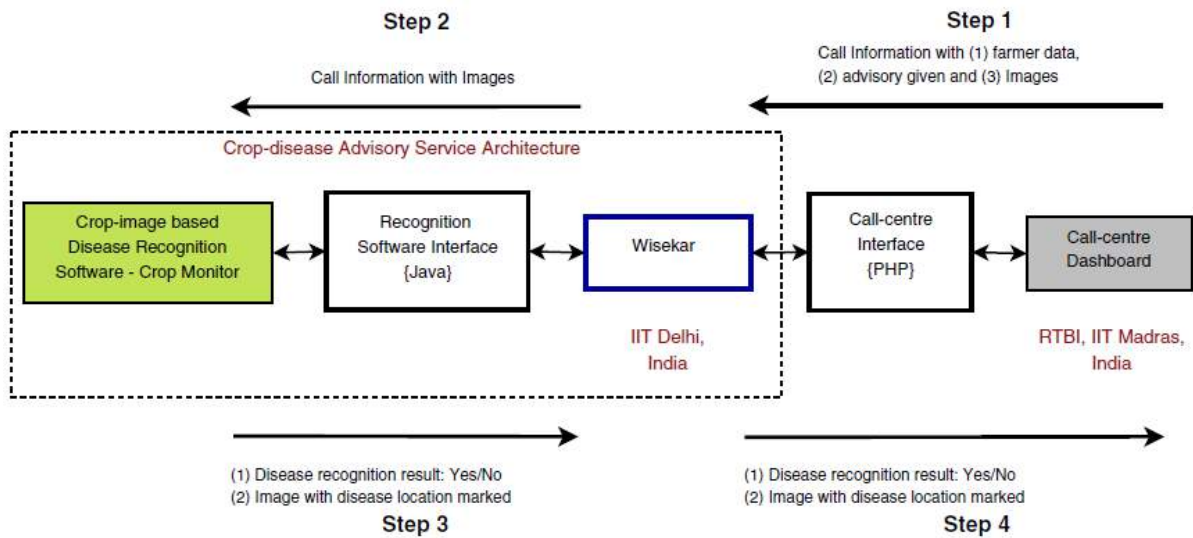 Step 2
Step 1
Call Information with Images
Call Information with (1) farmer data,
(2) advisory given and (3) Images
Crop-disease Advisory Service Architecture
Crop-image based
Disease Recognition
Software - Crop Monitor
Recognition
Software Interface
{Java}
Wisekar
Call-centre
Interface
{PHP}
Call-centre
Dashboard
IIT Delhi,
India
RTBI, IIT Madras,
India
(1) Disease recognition result: Yes/No
(2) Image with disease location marked
Step 3
(1) Disease recognition result: Yes/No
(2) Image with disease location marked
Step 4